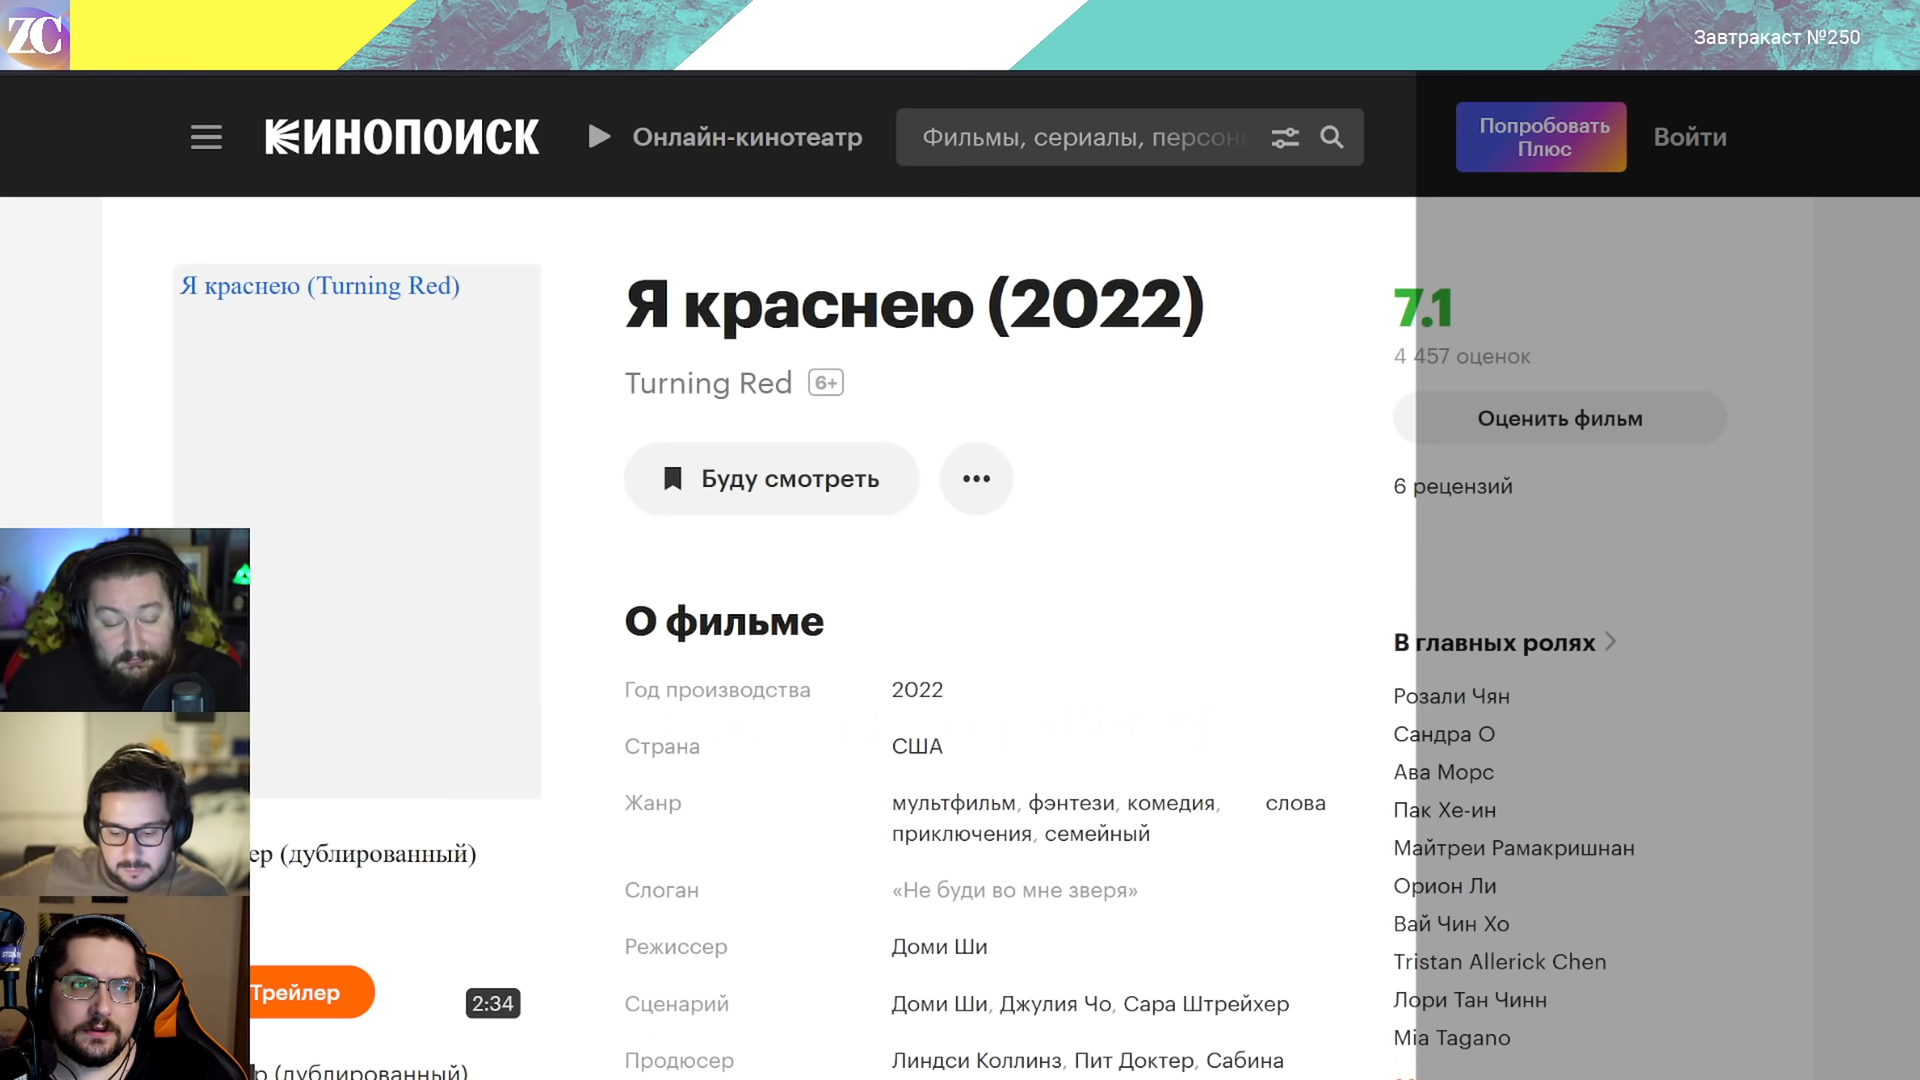 ZC
Завтракаст №250
КИНОПОИСК
Онлайн-кинотеатр
Фильмы, сериалы, персон
Попробовать
Плюс
Войти
Я краснею (Turning Red)
Я краснею (2022)
Turning Red 6+
Буду смотреть
7.1
4 457 оценок
Оценить фильм
6 рецензий
О фильме
Год производства 2022
Страна США
Жанр мультфильм, фэнтези, комедия, слова
приключения, семейный
Слоган «Не буди во мне зверя»
Режиссер Доми Ши
Сценарий Доми Ши, Джулия Чо, Сара Штрейхер
Продюсер Линдси Коллинз, Пит Доктер, Сабина
В главных ролях
Розали Чян
Сандра О
Ава Морс
Пак Хе-ин
Майтреи Рамакришнан
Орион Ли
Вай Чин Хо
Tristan Allerick Chen
Лори Тан Чинн
Mia Tagano
ер (дублированный)
Трейлер
2:34
р (дублированный)